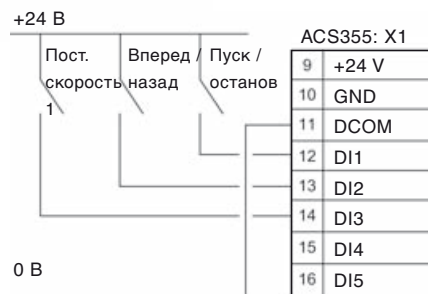 +24 В
Пост.
скорость
1
Вперед /
назад
Пуск /
останов
ACS355: X1
9 +24 V
10 GND
11 DCOM
12 DI1
13 DI2
14 DI3
15 DI4
16 DI5
0 В